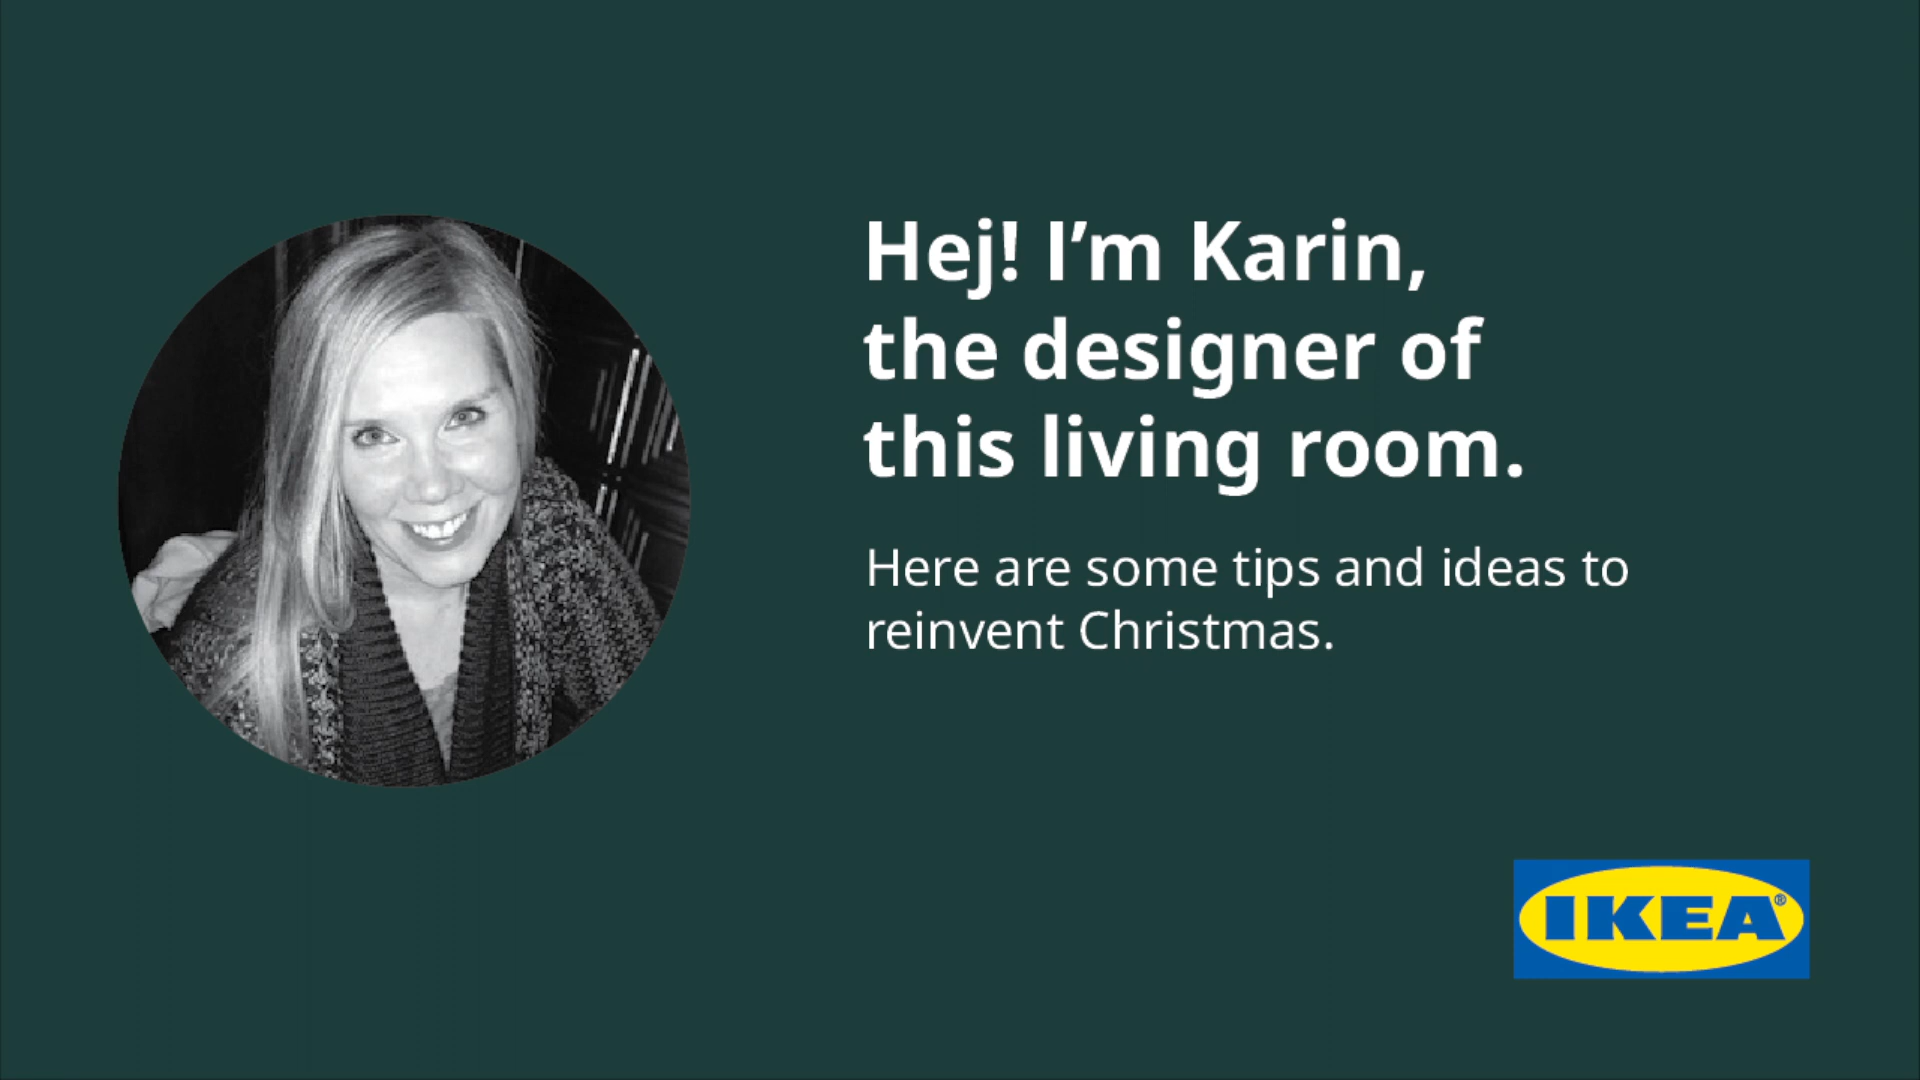 Hej! I’m Karin,
the designer of
this living room.
Here are some tips and ideas to
reinvent Christmas.
IKEA®